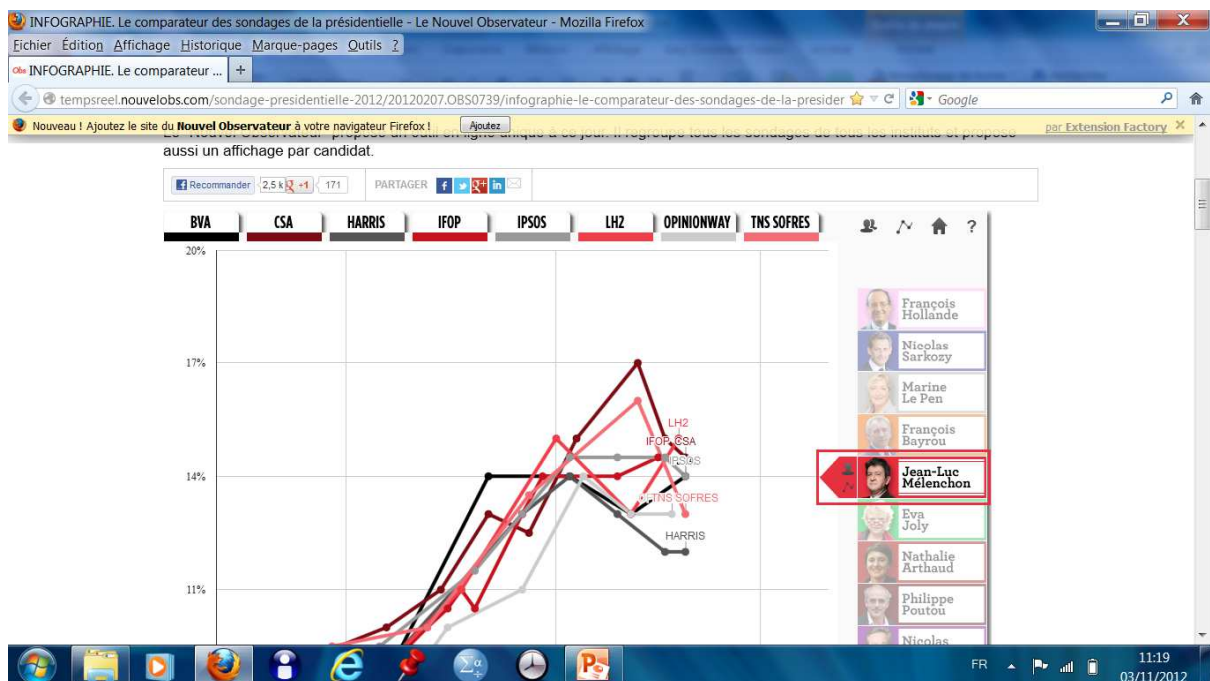 INFOGRAPHIE. Le comparateur des sondages de la présidentielle - Le Nouvel Observateur - Mozilla Firefox
Fichier Édition Affichage Historique Marque-pages Outils ?
Obs INFOGRAPHIE. Le comparateur ... +
tempsreel.nouvelobs.com/sondage-presidentielle-2012/20120207.OBS0739/infographie-le-comparateur-des-sondages-de-la-presider Google
Nouveau ! Ajoutez le site du Nouvel Observateur à votre navigateur Firefox ! Ajoutez par Extension Factory X
aussi un affichage par candidat.
Recommander 2,5 k +1 171 PARTAGER
BVA CSA HARRIS IFOP IPSOS LH2 OPINIONWAY TNS SOFRES ?
20%
17%
14%
11%
LH2
IFOP CSA
IPSOS
TNS SOFRES
HARRIS
François
Hollande
Nicolas
Sarkozy
Marine
Le Pen
François
Bayrou
Jean-Luc
Mélenchon
Eva
Joly
Nathalie
Arthaud
Philippe
Poutou
Nicolas
FR 11:19
03/11/2012